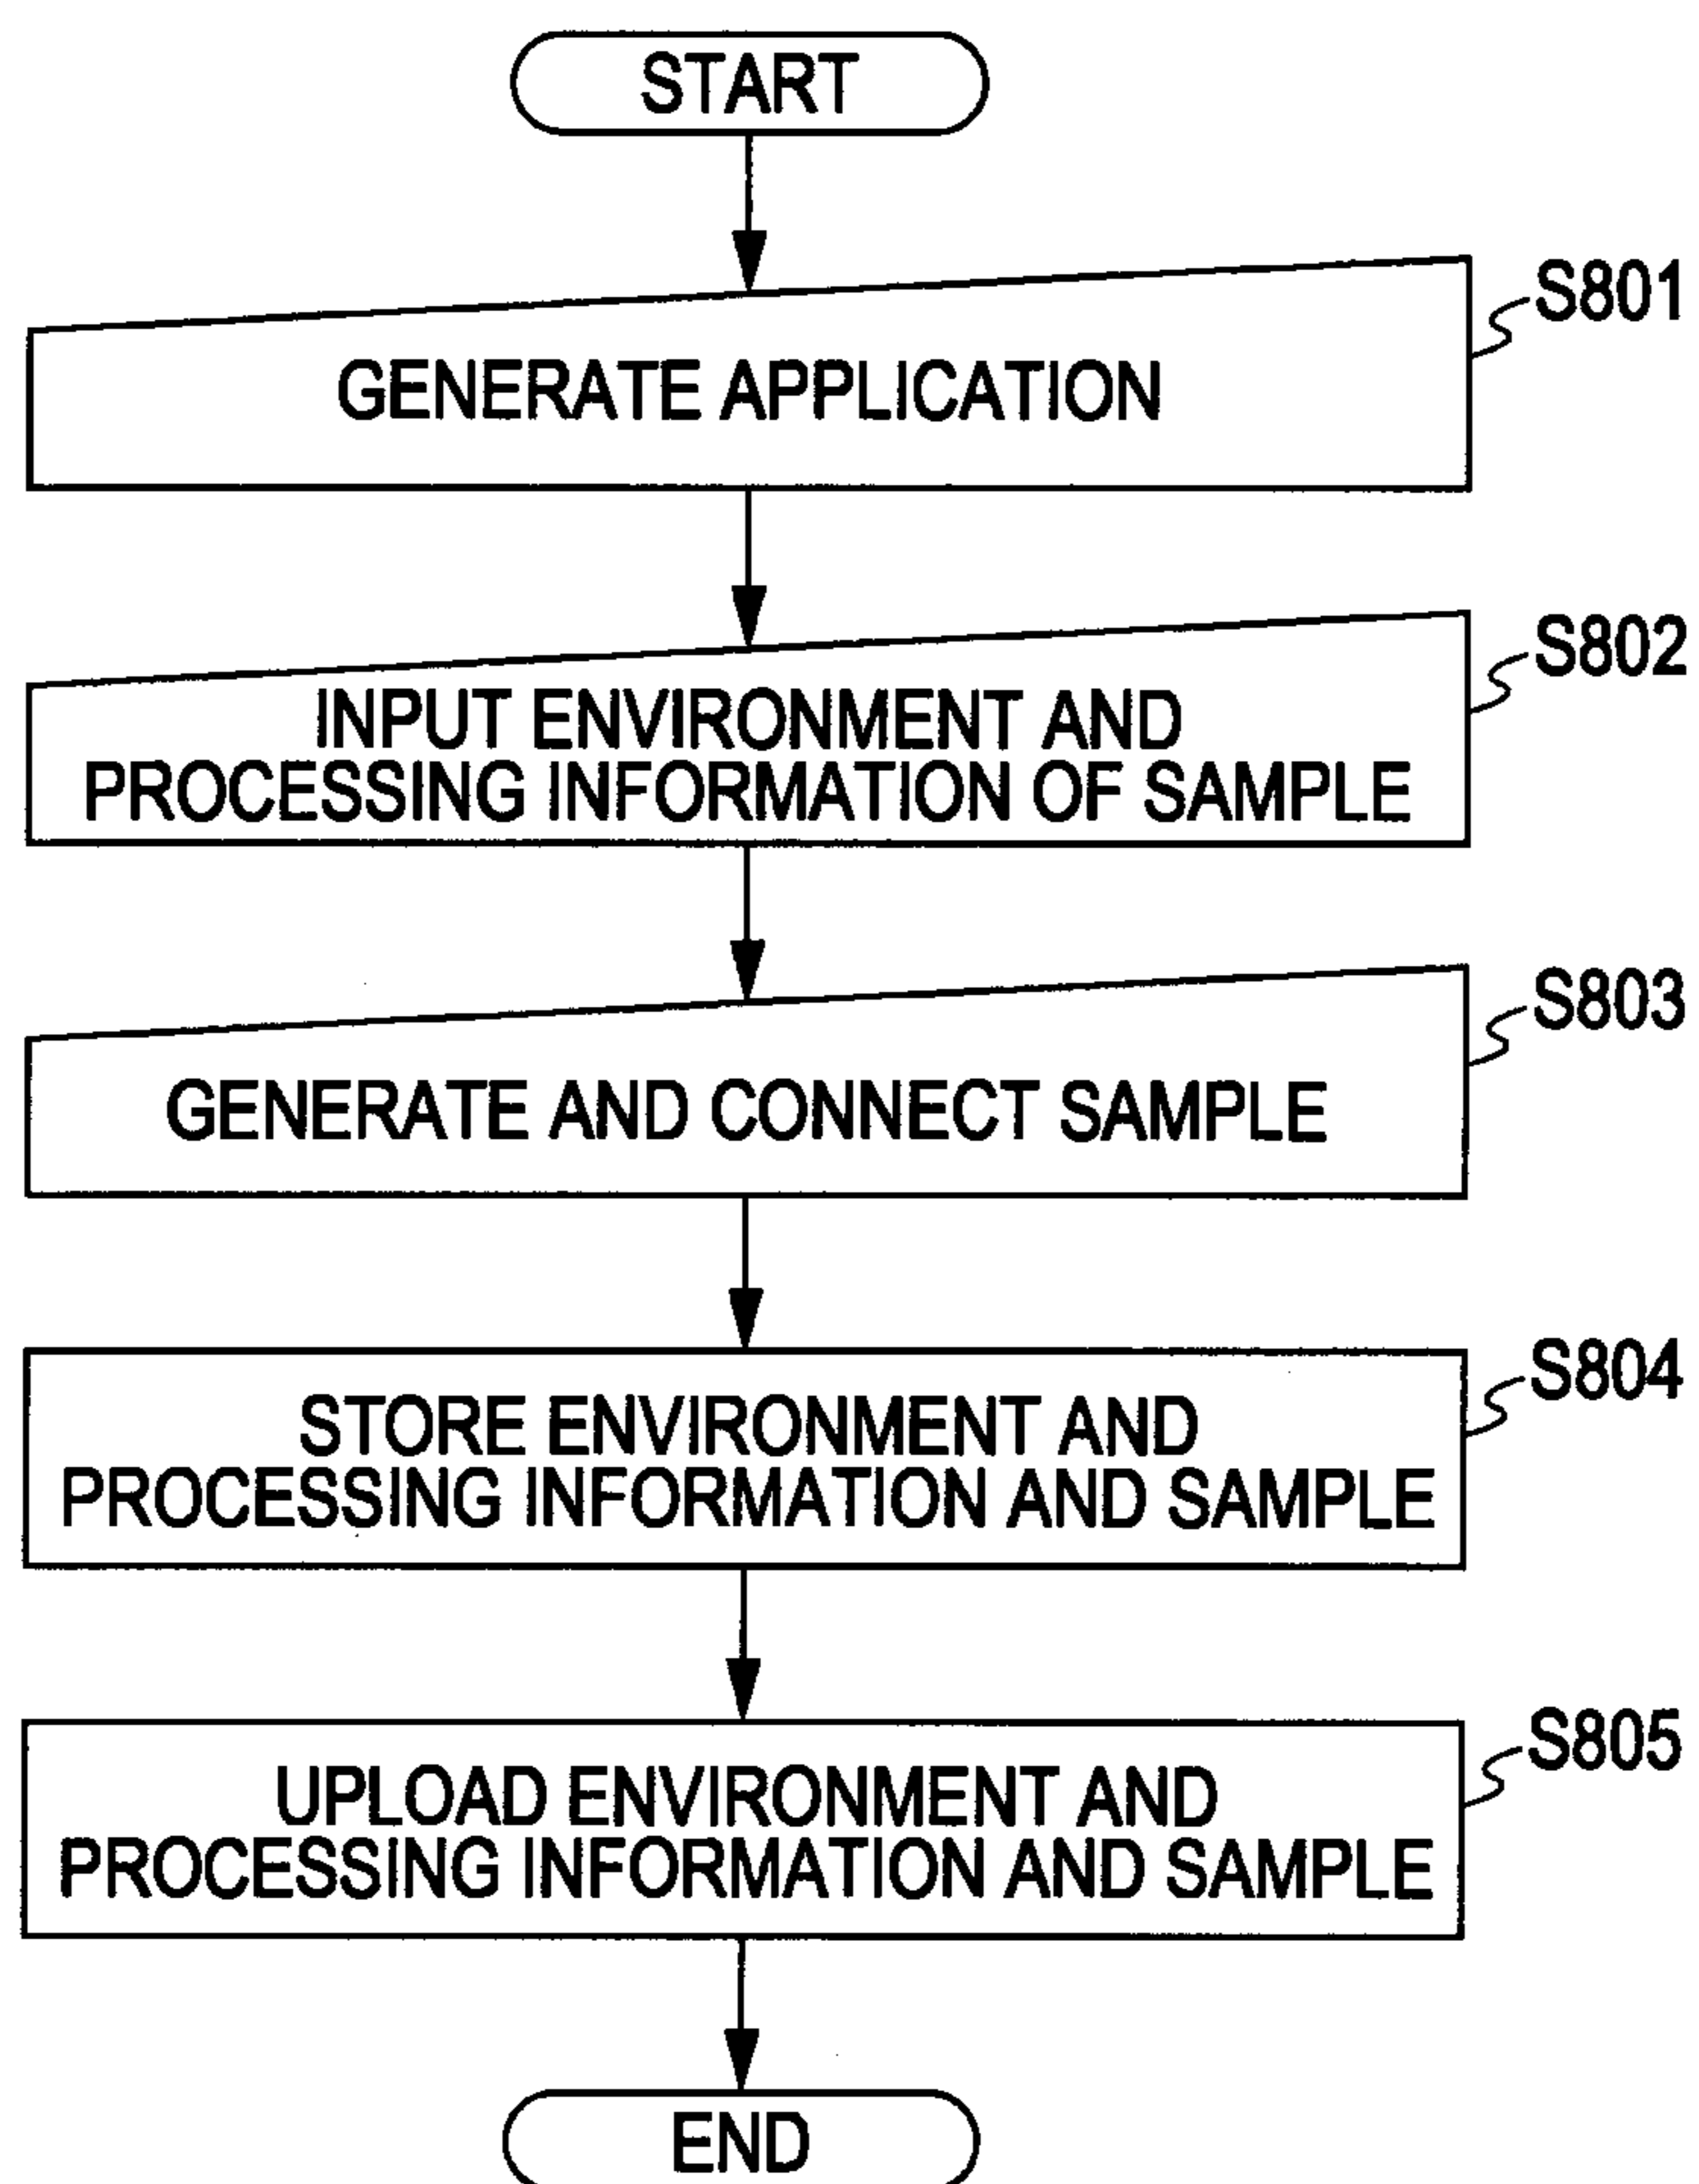 START
S801
GENERATE APPLICATION
S802
INPUT ENVIRONMENT AND
PROCESSING INFORMATION OF SAMPLE
S803
GENERATE AND CONNECT SAMPLE
S804
STORE ENVIRONMENT AND
PROCESSING INFORMATION AND SAMPLE
S805
UPLOAD ENVIRONMENT AND
PROCESSING INFORMATION AND SAMPLE
END